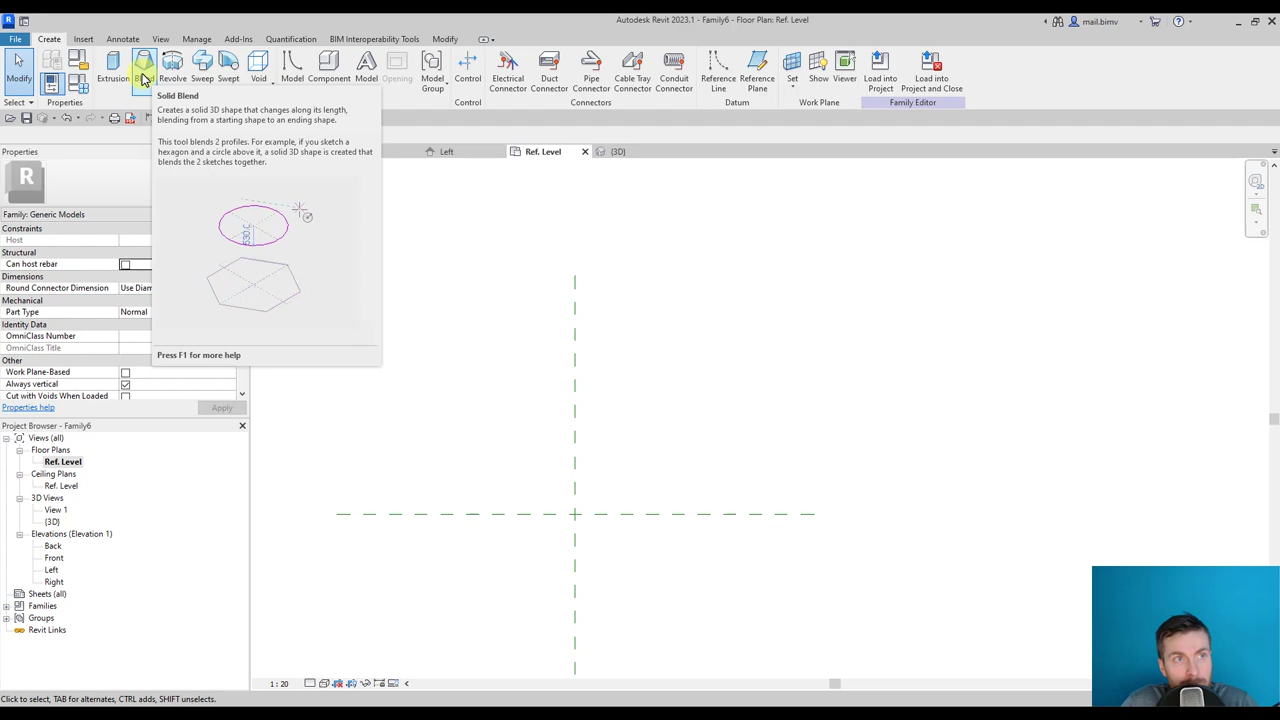 Autodesk Revit 2023.1 - Family6 - Floor Plan: Ref. Level
mail.bimv
File Create Insert Annotate View Manage Add-Ins Quantification BIM Interoperability Tools Modify
Modify Extrusion Blend Revolve Sweep Swept Void Model Component Model Opening Model Group Control Electrical Connector Duct Connector Pipe Connector Cable Tray Connector Conduit Connector Reference Line Reference Plane Set Show Viewer Load into Project Load into Project and Close
Select Properties Control Connectors Datum Work Plane Family Editor
Solid Blend
Creates a solid 3D shape that changes along its length,
blending from a starting shape to an ending shape.
This tool blends 2 profiles. For example, if you sketch a
hexagon and a circle above it, a solid 3D shape is created that
blends the 2 sketches together.
Press F1 for more help
Left Ref. Level {3D}
Properties
R
Family: Generic Models
Constraints
Host
Structural
Can host rebar
Dimensions
Round Connector Dimension Use Diam
Mechanical
Part Type Normal
Identity Data
OmniClass Number
OmniClass Title
Other
Work Plane-Based
Always vertical
Cut with Voids When Loaded
Properties help Apply
Project Browser - Family6
Views (all)
Floor Plans
Ref. Level
Ceiling Plans
Ref. Level
3D Views
View 1
{3D}
Elevations (Elevation 1)
Back
Front
Left
Right
Sheets (all)
Families
Groups
Revit Links
1 : 20
Click to select, TAB for alternates, CTRL adds, SHIFT unselects.